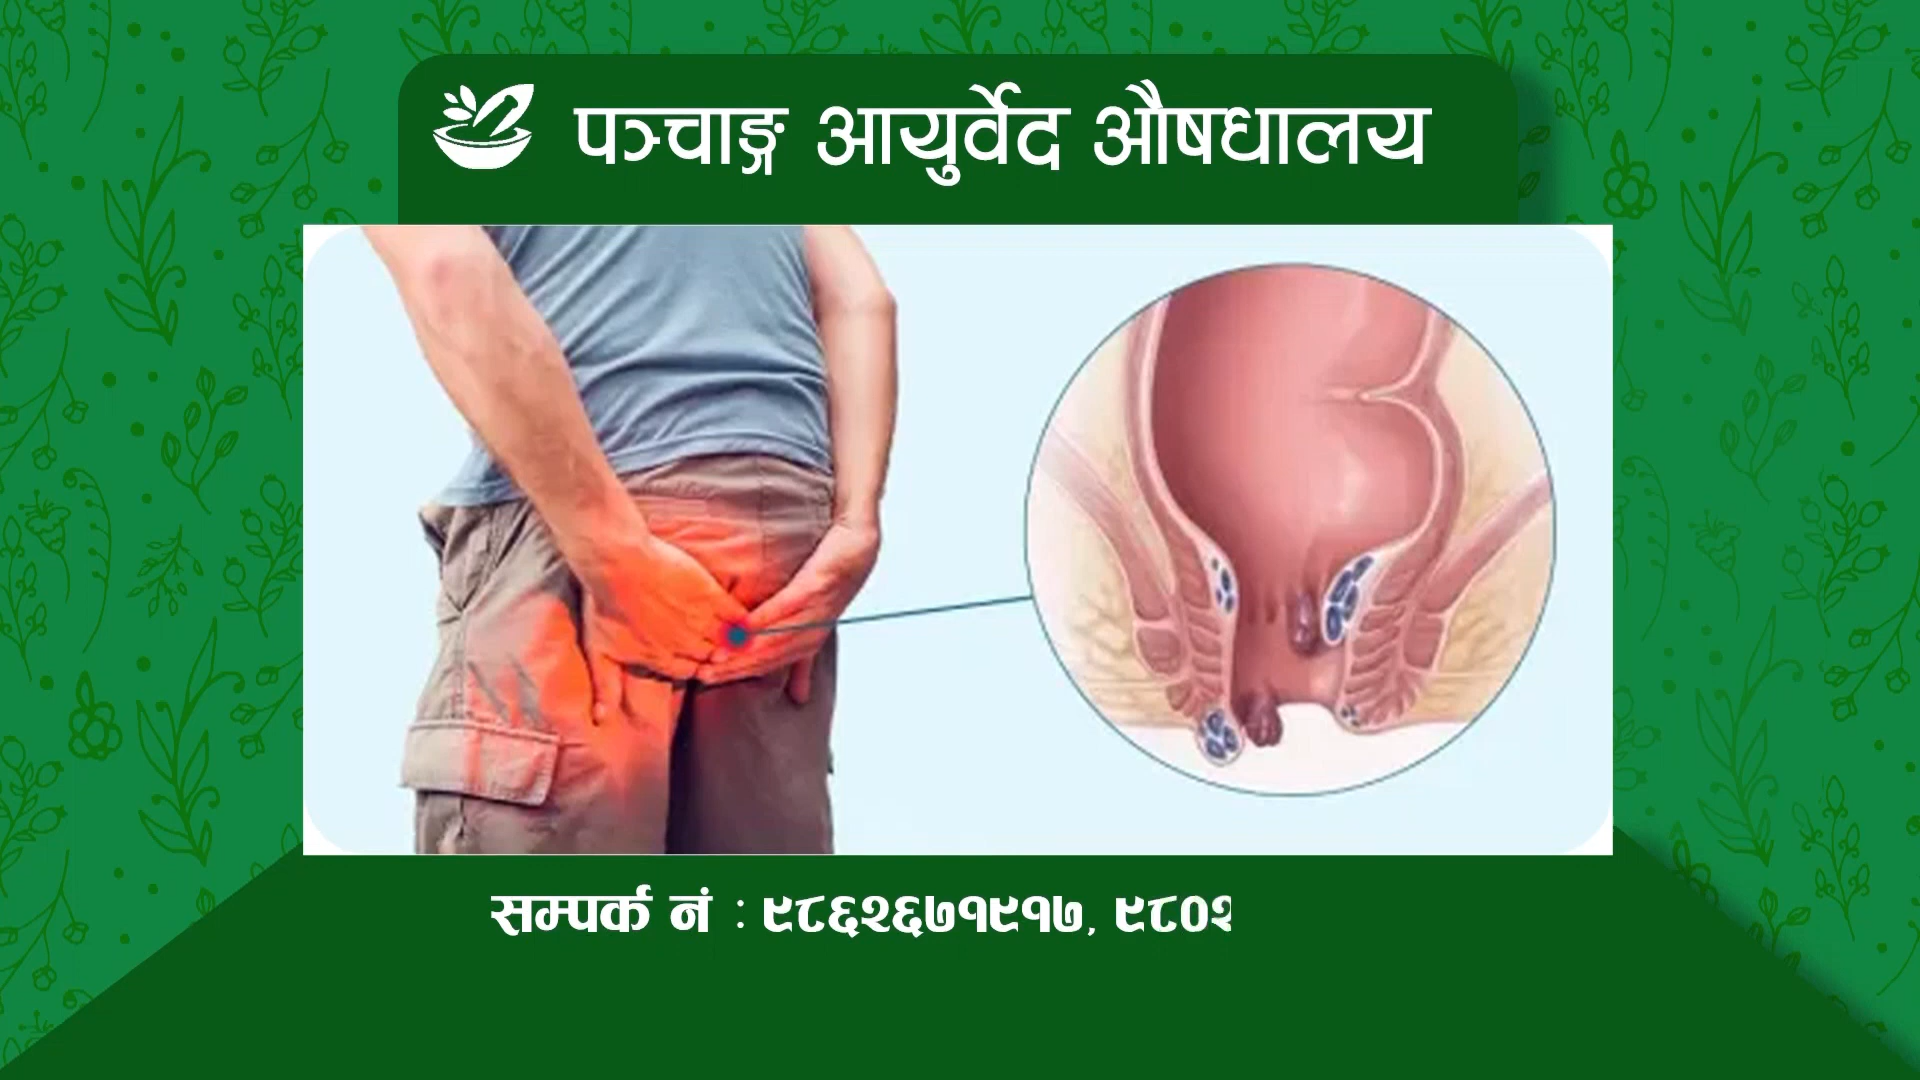 पञ्चाङ्ग आयुर्वेद औषधालय
सम्पर्क नं : ९८६२६७१९१७, ९८०२